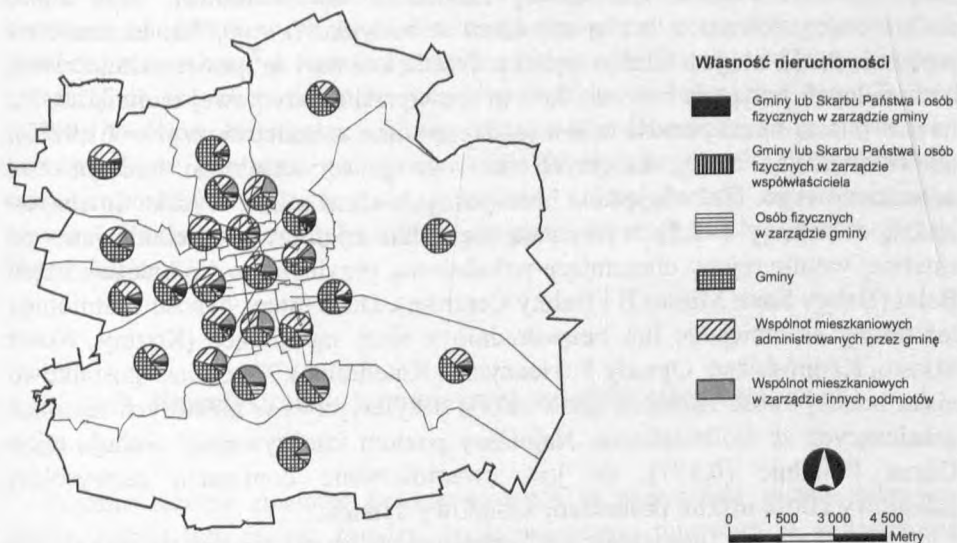 Własność nieruchomości
Gminy lub Skarbu Państwa i osób
fizycznych w zarządzie gminy
Gminy lub Skarbu Państwa i osób
fizycznych w zarządzie
współwłaściciela
Osób fizycznych
w zarządzie gminy
Gminy
Wspólnot mieszkaniowych
administrowanych przez gminę
Wspólnot mieszkaniowych
w zarządzie innych podmiotów
0 1 500 3 000 4 500
Metry